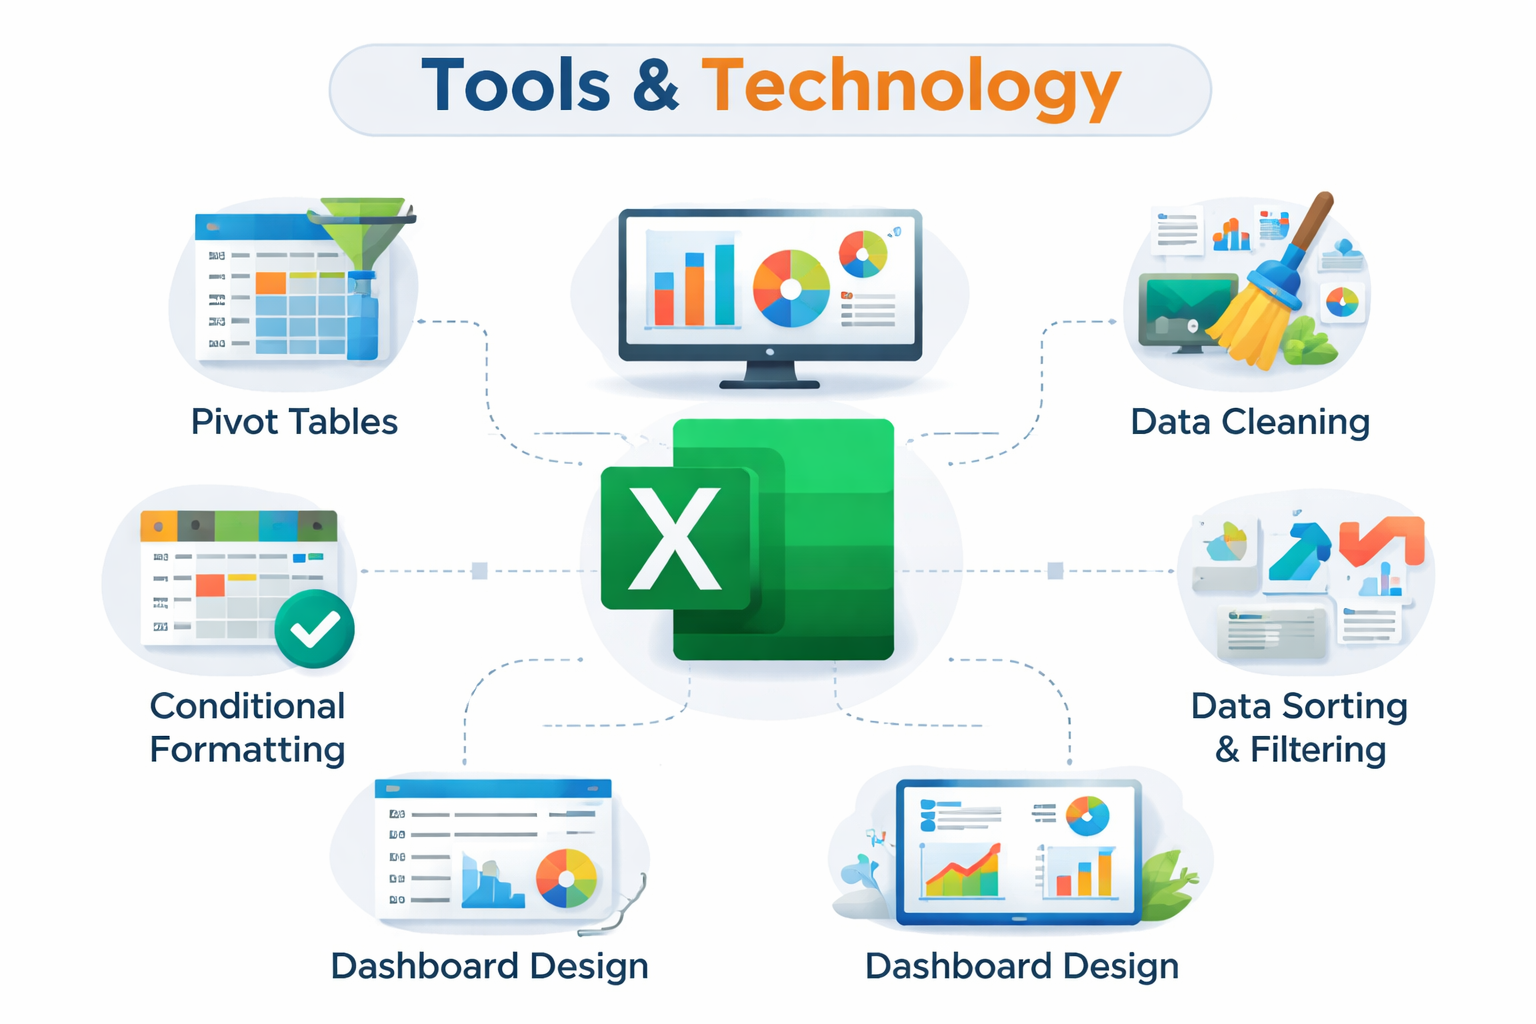 Tools & Technology
Pivot Tables
Data Cleaning
X
Conditional
Formatting
Data Sorting
& Filtering
Dashboard Design
Dashboard Design